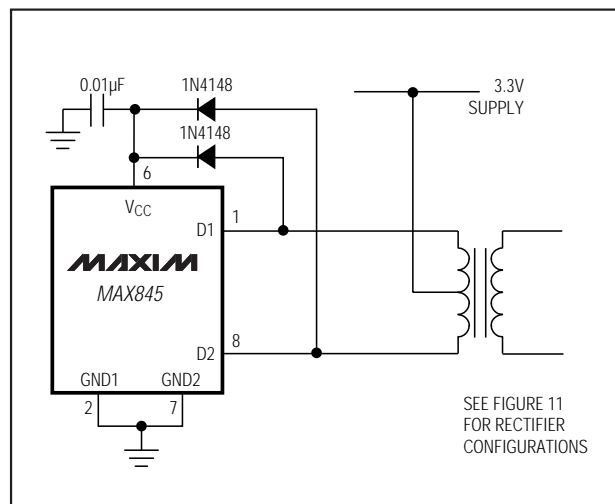 0.01µF
1N4148
3.3V
SUPPLY
1N4148
6
VCC
D1
1
MAXIM
MAX845
D2
8
GND1
GND2
2
7
SEE FIGURE 11
FOR RECTIFIER
CONFIGURATIONS